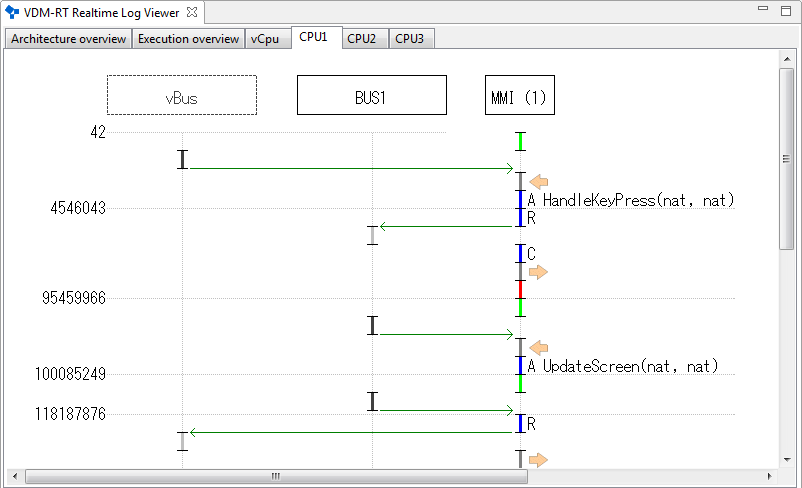 VDM-RT Realtime Log Viewer
Architecture overview Execution overview vCpu CPU1 CPU2 CPU3
vBus BUS1 MMI (1)
42
A HandleKeyPress(nat, nat)
4546043
R
C
95459966
A UpdateScreen(nat, nat)
100085249
118187876
R